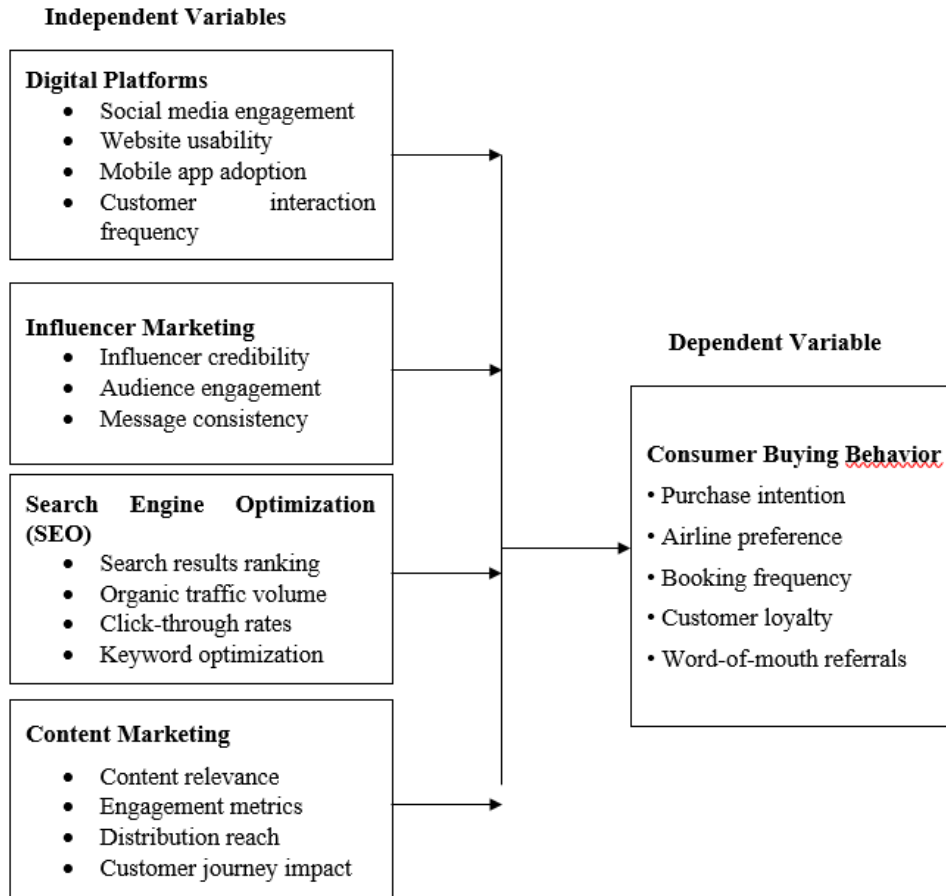 Independent Variables
Digital Platforms
• Social media engagement
• Website usability
• Mobile app adoption
• Customer interaction
frequency
Influencer Marketing
• Influencer credibility
• Audience engagement
• Message consistency
Search Engine Optimization
(SEO)
• Search results ranking
• Organic traffic volume
• Click-through rates
• Keyword optimization
Content Marketing
• Content relevance
• Engagement metrics
• Distribution reach
• Customer journey impact
Dependent Variable
Consumer Buying Behavior
• Purchase intention
• Airline preference
• Booking frequency
• Customer loyalty
• Word-of-mouth referrals